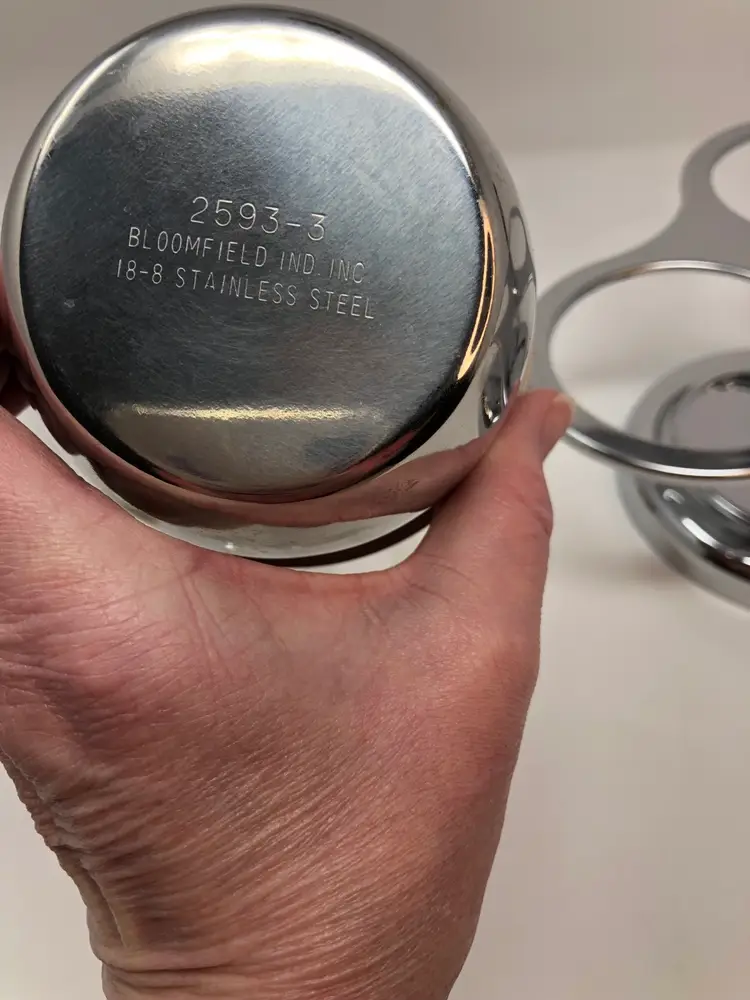 2593-3
BLOOMFIELD IND. INC
18-8 STAINLESS STEEL